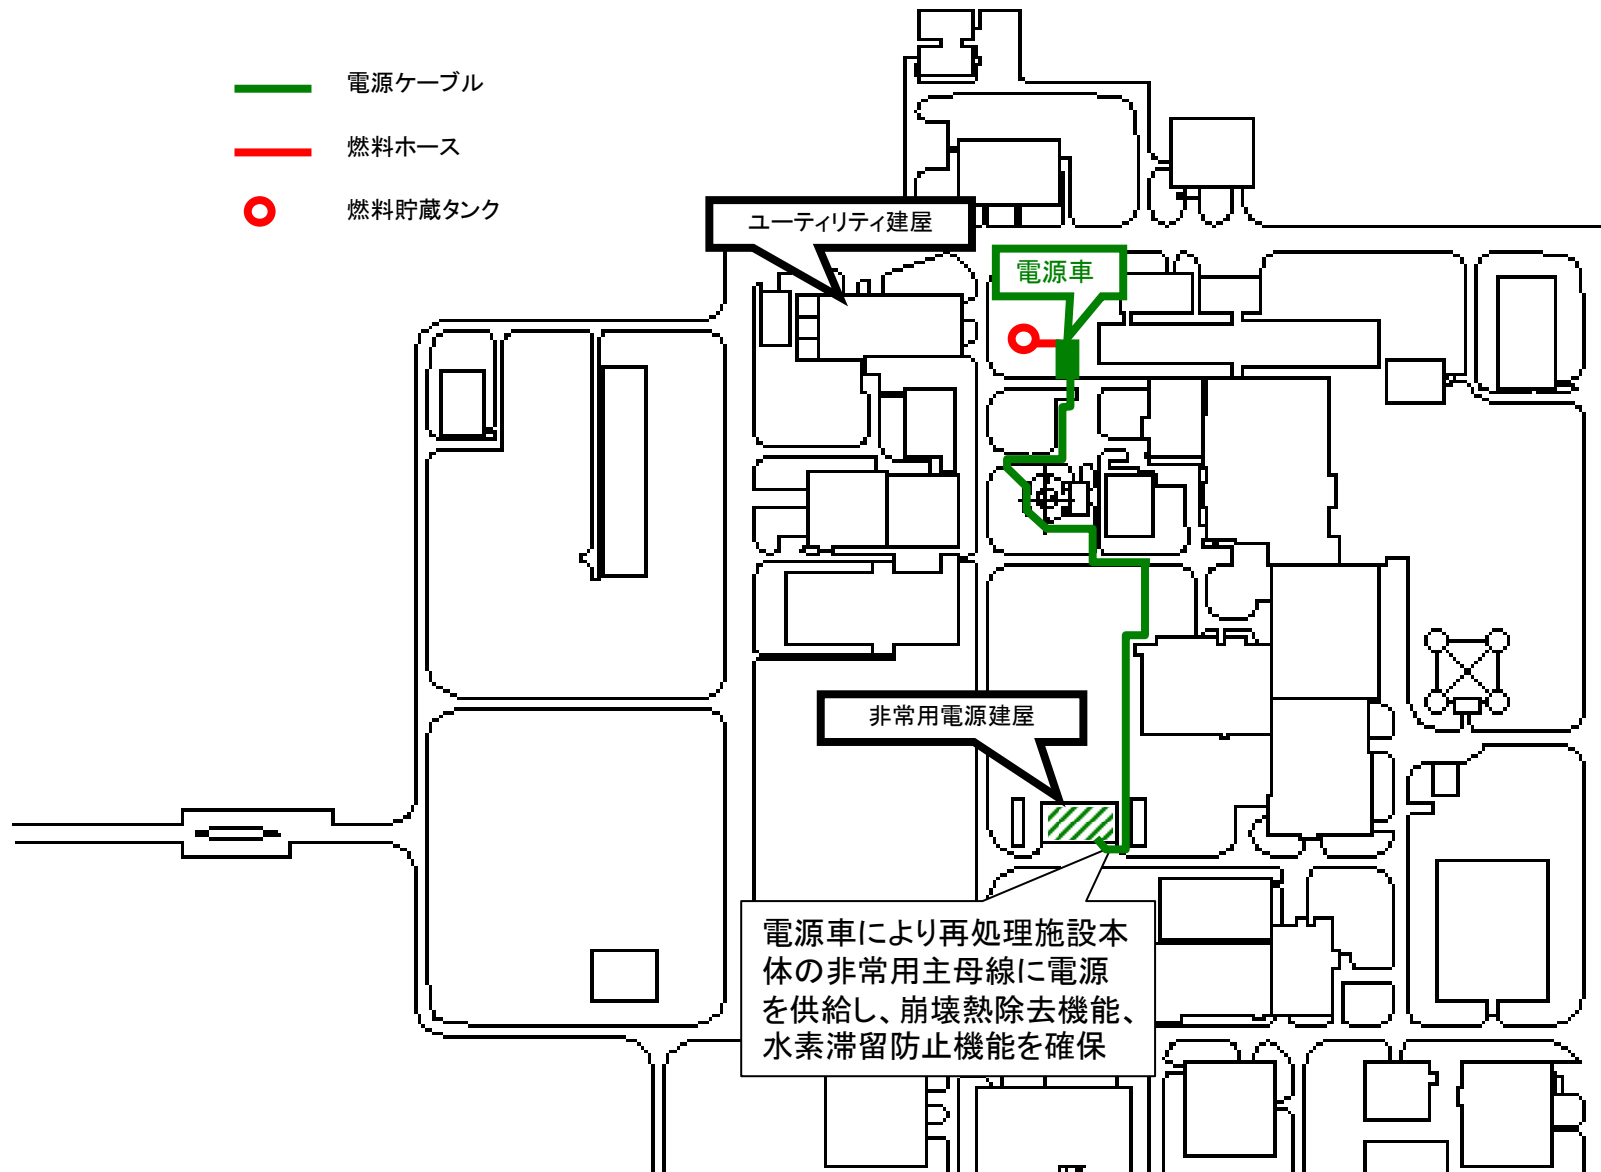 電源ケーブル
燃料ホース
燃料貯蔵タンク
ユーティリティ建屋
電源車
非常用電源建屋
電源車により再処理施設本
体の非常用主母線に電源
を供給し、崩壊熱除去機能、
水素滞留防止機能を確保